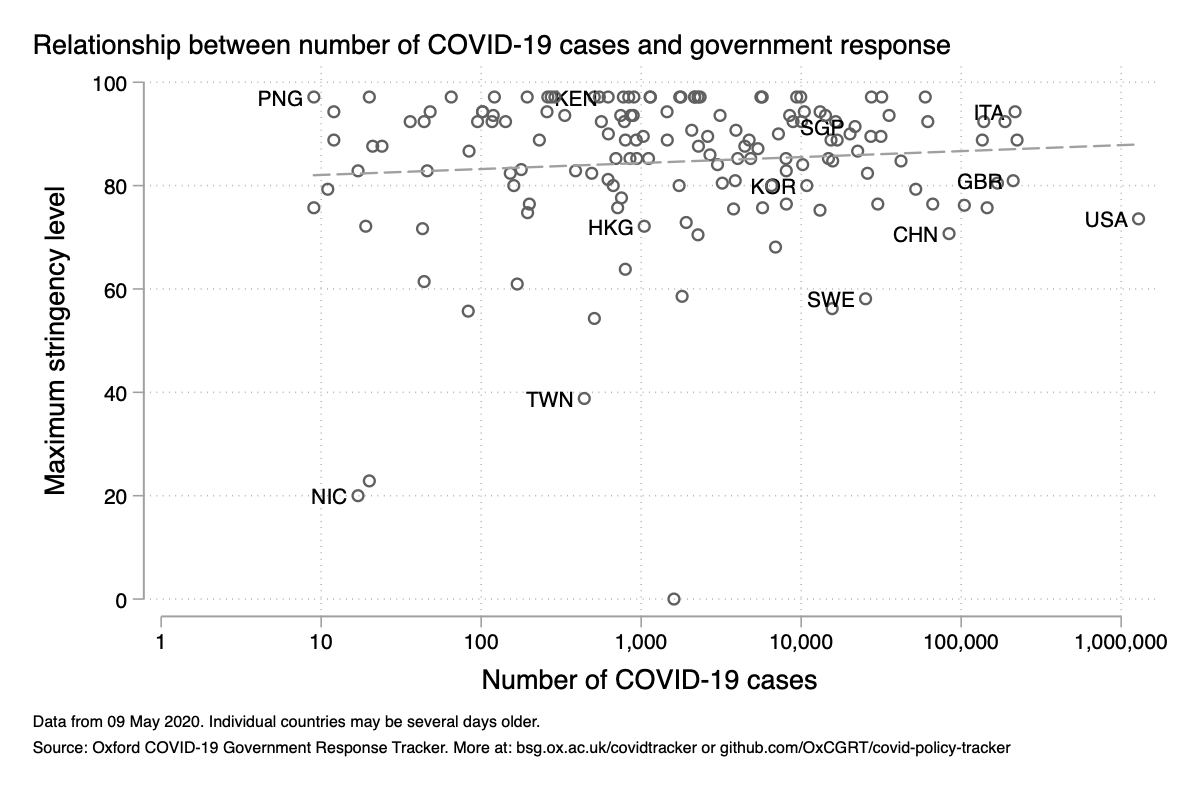 Relationship between number of COVID-19 cases and government response
Maximum stringency level
100
80
60
40
20
0
PNG
KEN
ITA
SGP
KOR
GBR
HKG
USA
CHN
SWE
TWN
NIC
1
10
100
1,000
10,000
100,000
1,000,000
Number of COVID-19 cases
Data from 09 May 2020. Individual countries may be several days older.
Source: Oxford COVID-19 Government Response Tracker. More at: bsg.ox.ac.uk/covidtracker or github.com/OxCGRT/covid-policy-tracker